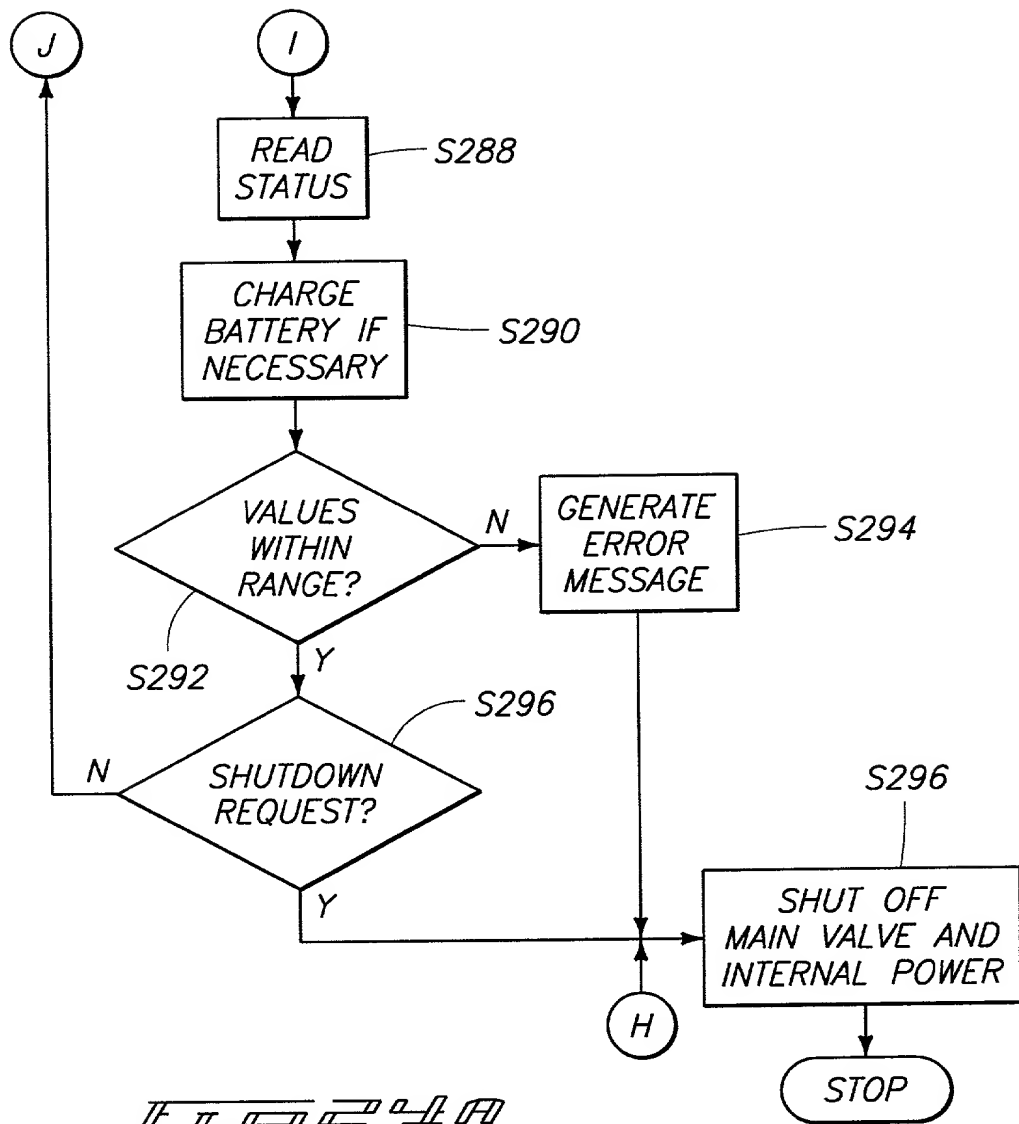 J
I
READ
STATUS
S288
CHARGE
BATTERY IF
NECESSARY
S290
VALUES
WITHIN
RANGE?
N
GENERATE
ERROR
MESSAGE
S294
S292
Y
S296
N
SHUTDOWN
REQUEST?
S296
Y
SHUT OFF
MAIN VALVE AND
INTERNAL POWER
H
STOP